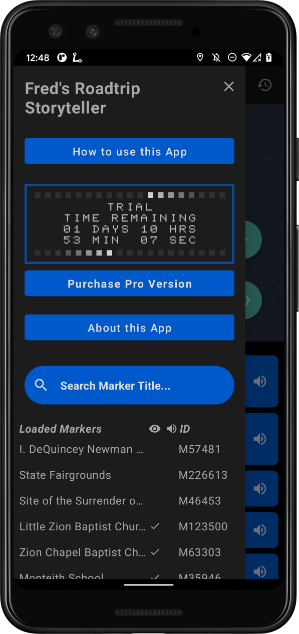 12:48
Fred's Roadtrip
Storyteller
How to use this App
TRIAL
TIME REMAINING
01 DAYS 10 HRS
53 MIN 07 SEC
Purchase Pro Version
About this App
Search Marker Title...
Loaded Markers ID
I. DeQuincey Newman ... M57481
State Fairgrounds M226613
Site of the Surrender o... M46453
Little Zion Baptist Chur... M123500
Zion Chapel Baptist Ch... M63303
Monteith School M35946